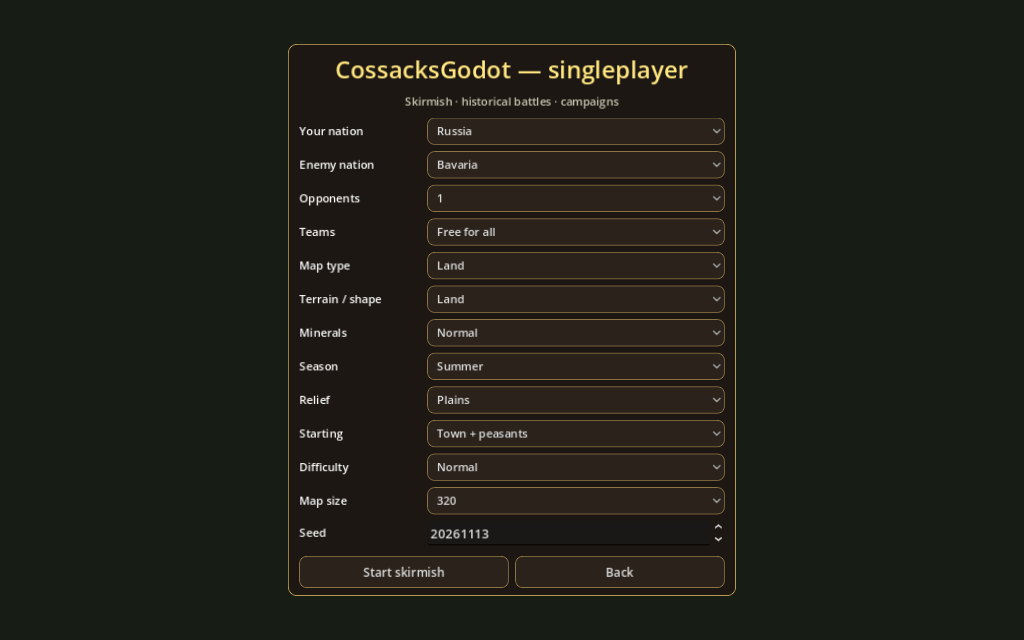 CossacksGodot — singleplayer
Skirmish · historical battles · campaigns
Your nation Russia
Enemy nation Bavaria
Opponents 1
Teams Free for all
Map type Land
Terrain / shape Land
Minerals Normal
Season Summer
Relief Plains
Starting Town + peasants
Difficulty Normal
Map size 320
Seed 20261113
Start skirmish Back